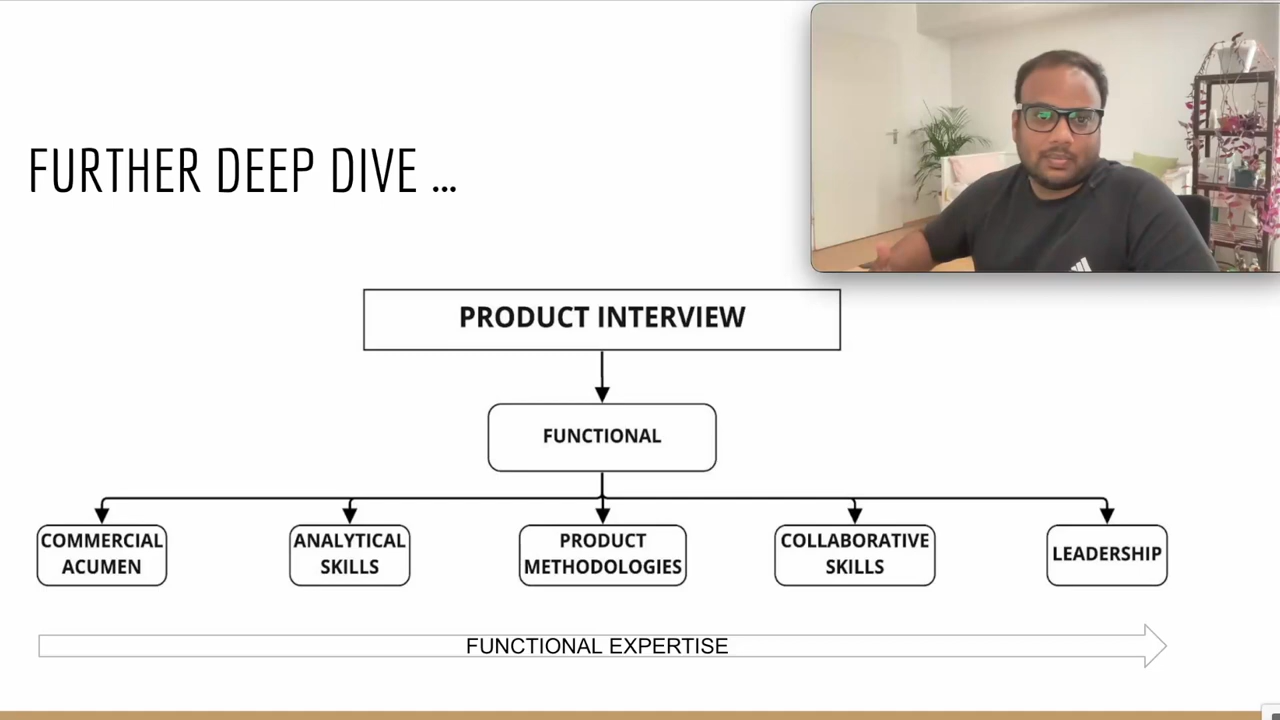 FURTHER DEEP DIVE ...
PRODUCT INTERVIEW
FUNCTIONAL
COMMERCIAL
ACUMEN
ANALYTICAL
SKILLS
PRODUCT
METHODOLOGIES
COLLABORATIVE
SKILLS
LEADERSHIP
FUNCTIONAL EXPERTISE